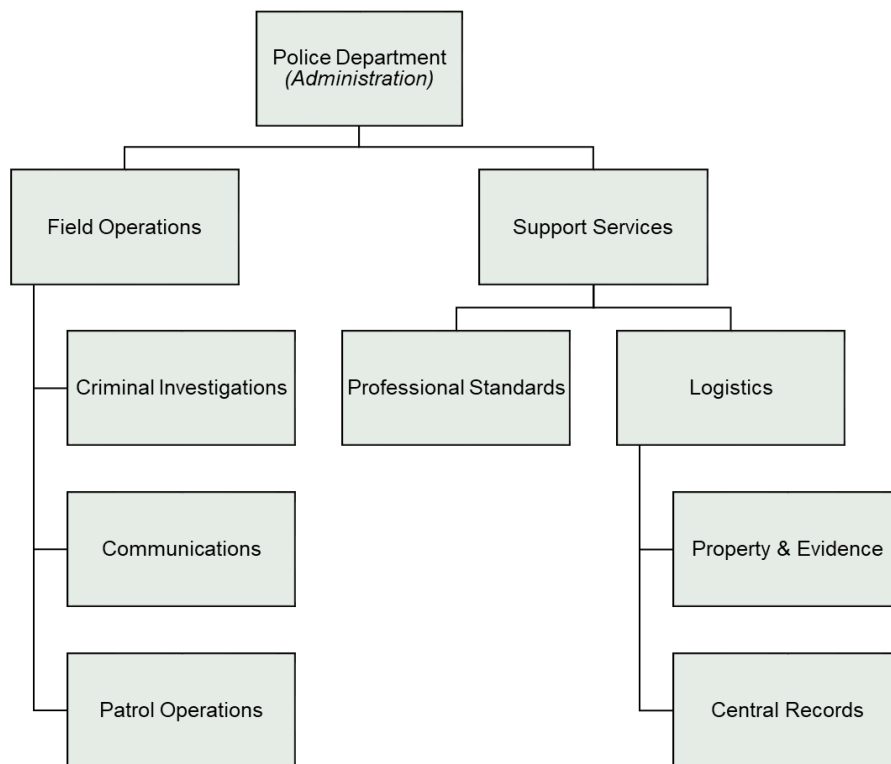 Police Department
(Administration)
Field Operations
Support Services
Criminal Investigations
Professional Standards
Logistics
Communications
Property & Evidence
Patrol Operations
Central Records